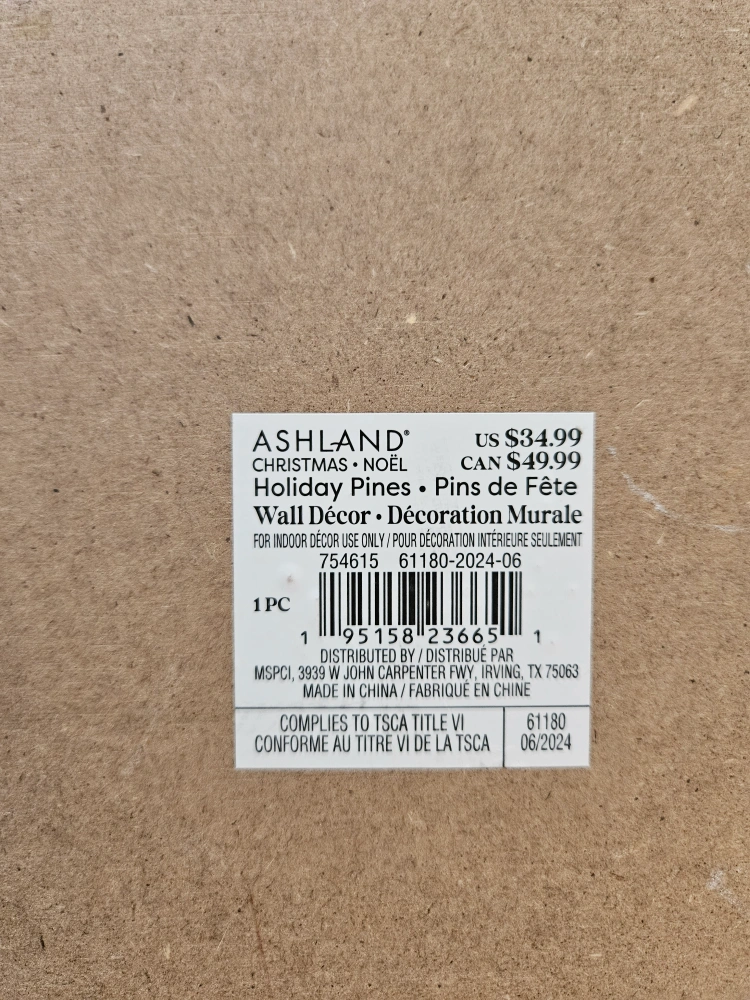 ASHLAND® US $34.99
CHRISTMAS • NOËL CAN $49.99
Holiday Pines • Pins de Fête
Wall Décor • Décoration Murale
FOR INDOOR DÉCOR USE ONLY / POUR DÉCORATION INTÉRIEURE SEULEMENT
754615 61180-2024-06
1 PC
1 95158 23665 1
DISTRIBUTED BY / DISTRIBUÉ PAR
MSPCI, 3939 W JOHN CARPENTER FWY, IRVING, TX 75063
MADE IN CHINA / FABRIQUÉ EN CHINE
COMPLIES TO TSCA TITLE VI
CONFORME AU TITRE VI DE LA TSCA
61180
06/2024